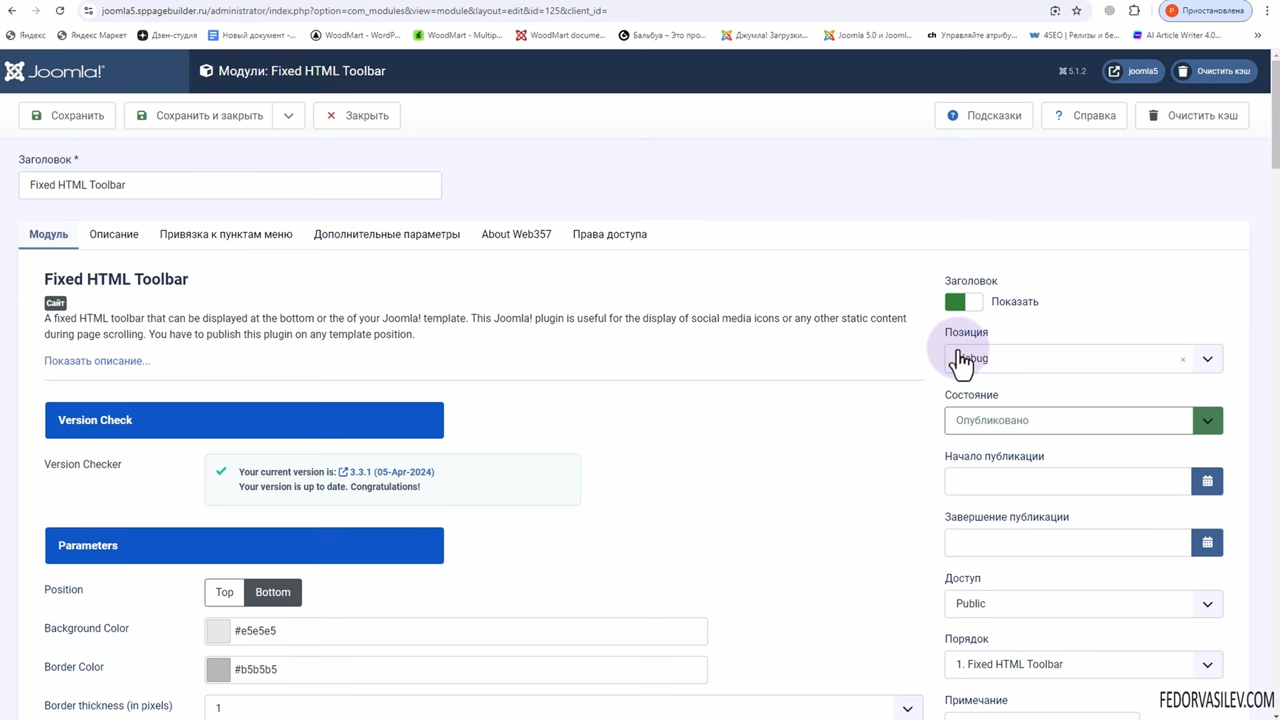 joomla5.sppagebuilder.ru/administrator/index.php?option=com_modules&view=module&layout=edit&id=125&client_id=
Приостановлена
Яндекс
Яндекс Маркет
Дзен-студия
Новый документ -...
WoodMart - WordP...
WoodMart - Multip...
WoodMart docume...
Бальбуа – Это про...
Джумла! Загрузки...
Joomla 5.0 и Jooml...
Управляйте атрибу...
4SEO | Релизы и бе...
AI Article Writer 4.0...
Joomla!
Модули: Fixed HTML Toolbar
5.1.2
joomla5
Очистить кэш
Сохранить
Сохранить и закрыть
Закрыть
Подсказки
Справка
Очистить кэш
Заголовок *
Fixed HTML Toolbar
Модуль
Описание
Привязка к пунктам меню
Дополнительные параметры
About Web357
Права доступа
Fixed HTML Toolbar
Сайт
A fixed HTML toolbar that can be displayed at the bottom or the of your Joomla! template. This Joomla! plugin is useful for the display of social media icons or any other static content
during page scrolling. You have to publish this plugin on any template position.
Показать описание...
Version Check
Version Checker
Your current version is: 3.3.1 (05-Apr-2024)
Your version is up to date. Congratulations!
Parameters
Position
Top
Bottom
Background Color
#e5e5e5
Border Color
#b5b5b5
Border thickness (in pixels)
1
Заголовок
Показать
Позиция
Состояние
Опубликовано
Начало публикации
Завершение публикации
Доступ
Public
Порядок
1. Fixed HTML Toolbar
Примечание
FEDORVASILEV.COM